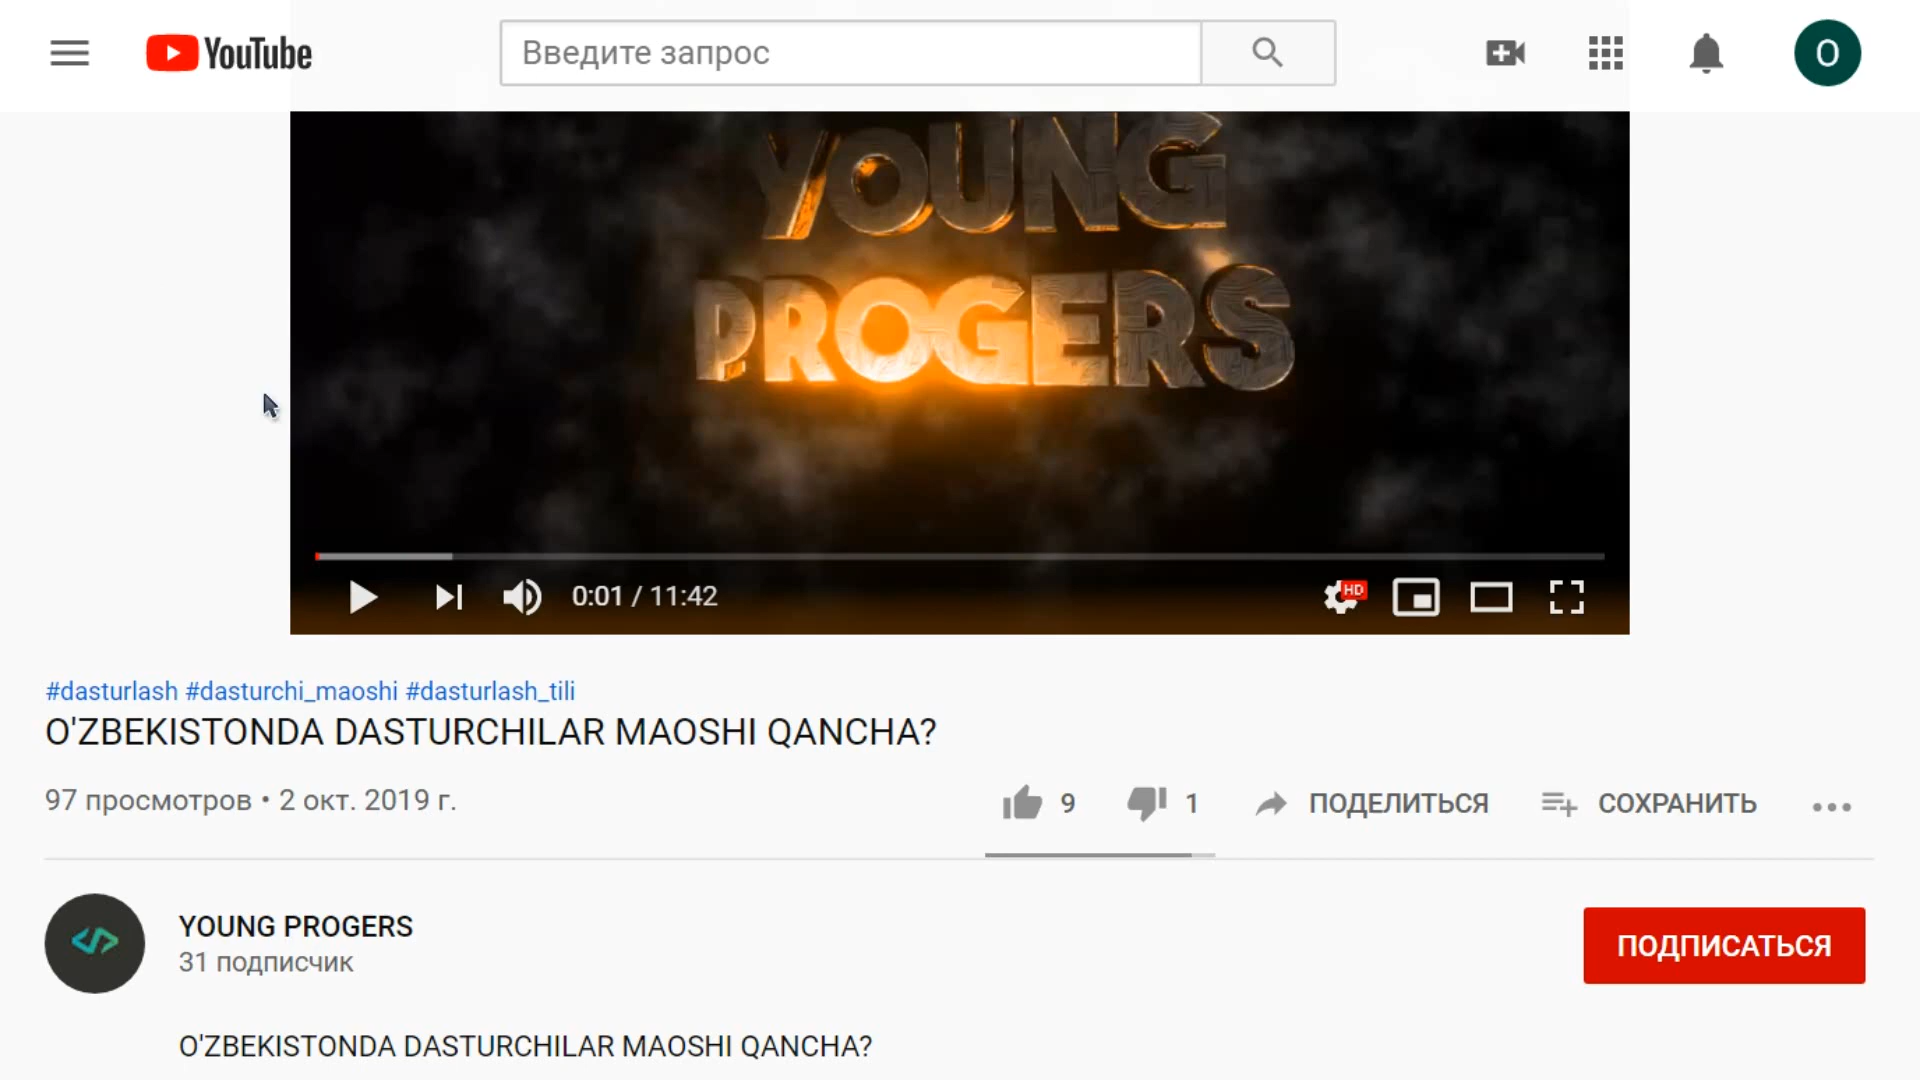 YouTube
Введите запрос
O
YOUNG
PROGERS
0:01 / 11:42
HD
#dasturlash #dasturchi_maoshi #dasturlash_tili
O'ZBEKISTONDA DASTURCHILAR MAOSHI QANCHA?
97 просмотров • 2 окт. 2019 г.
9 1 ПОДЕЛИТЬСЯ СОХРАНИТЬ
YOUNG PROGERS
31 подписчик
ПОДПИСАТЬСЯ
O'ZBEKISTONDA DASTURCHILAR MAOSHI QANCHA?